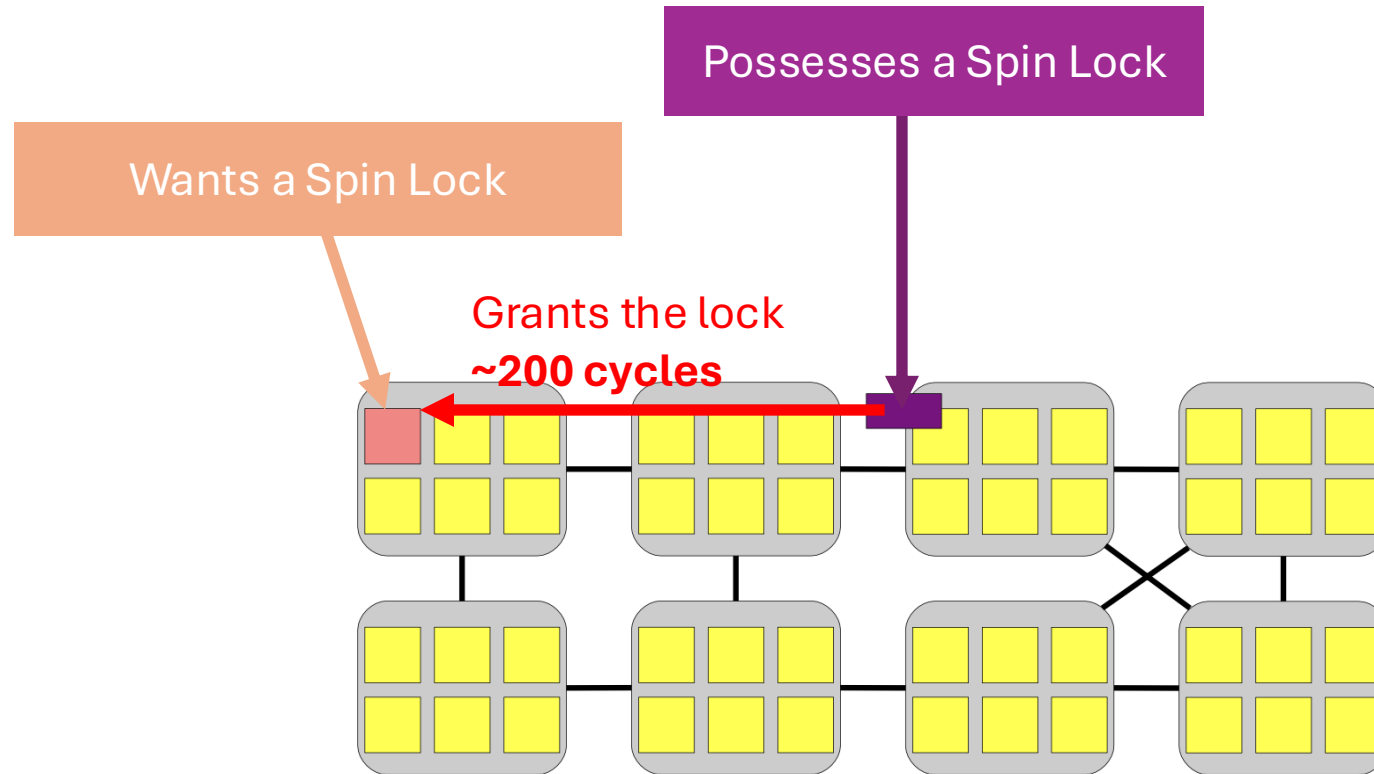 Possesses a Spin Lock
Wants a Spin Lock
Grants the lock
~200 cycles